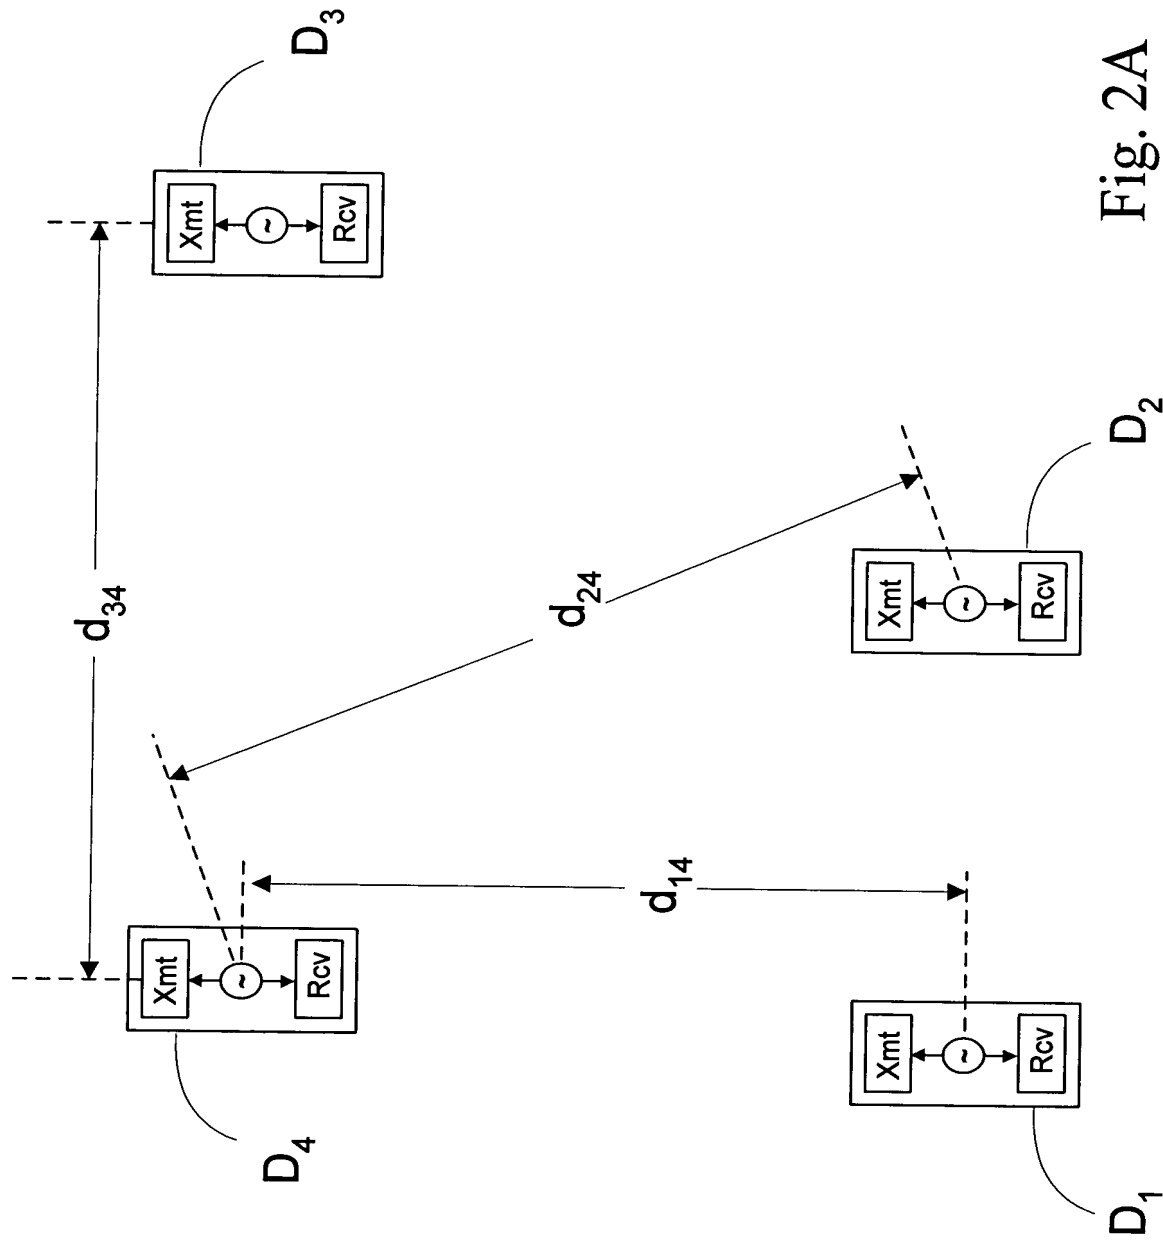 d₃₄
Xmt
Xmt
~
~
D₄
D₃
Rcv
Rcv
d₂₄
d₁₄
Xmt
Xmt
~
~
Rcv
Rcv
D₁
D₂
Fig. 2A